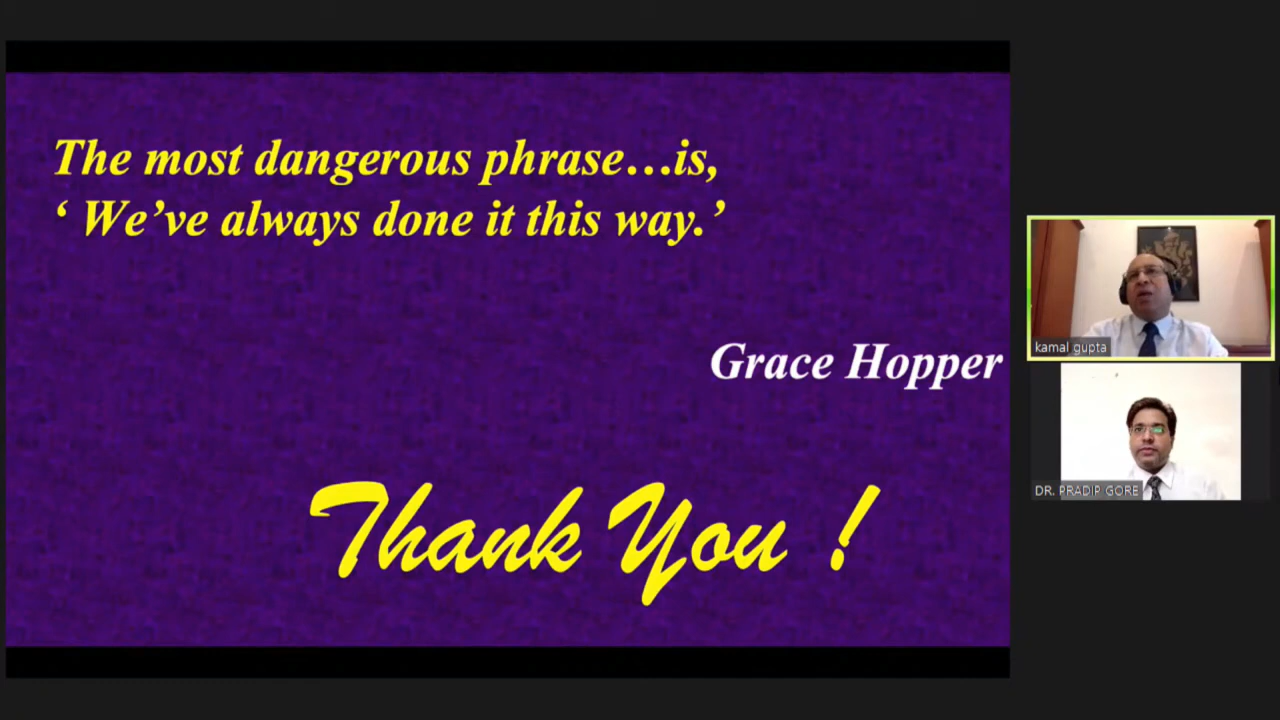 The most dangerous phrase...is,
‘ We’ve always done it this way.’
Grace Hopper
Thank You !
kamal gupta
DR. PRADIP GORE